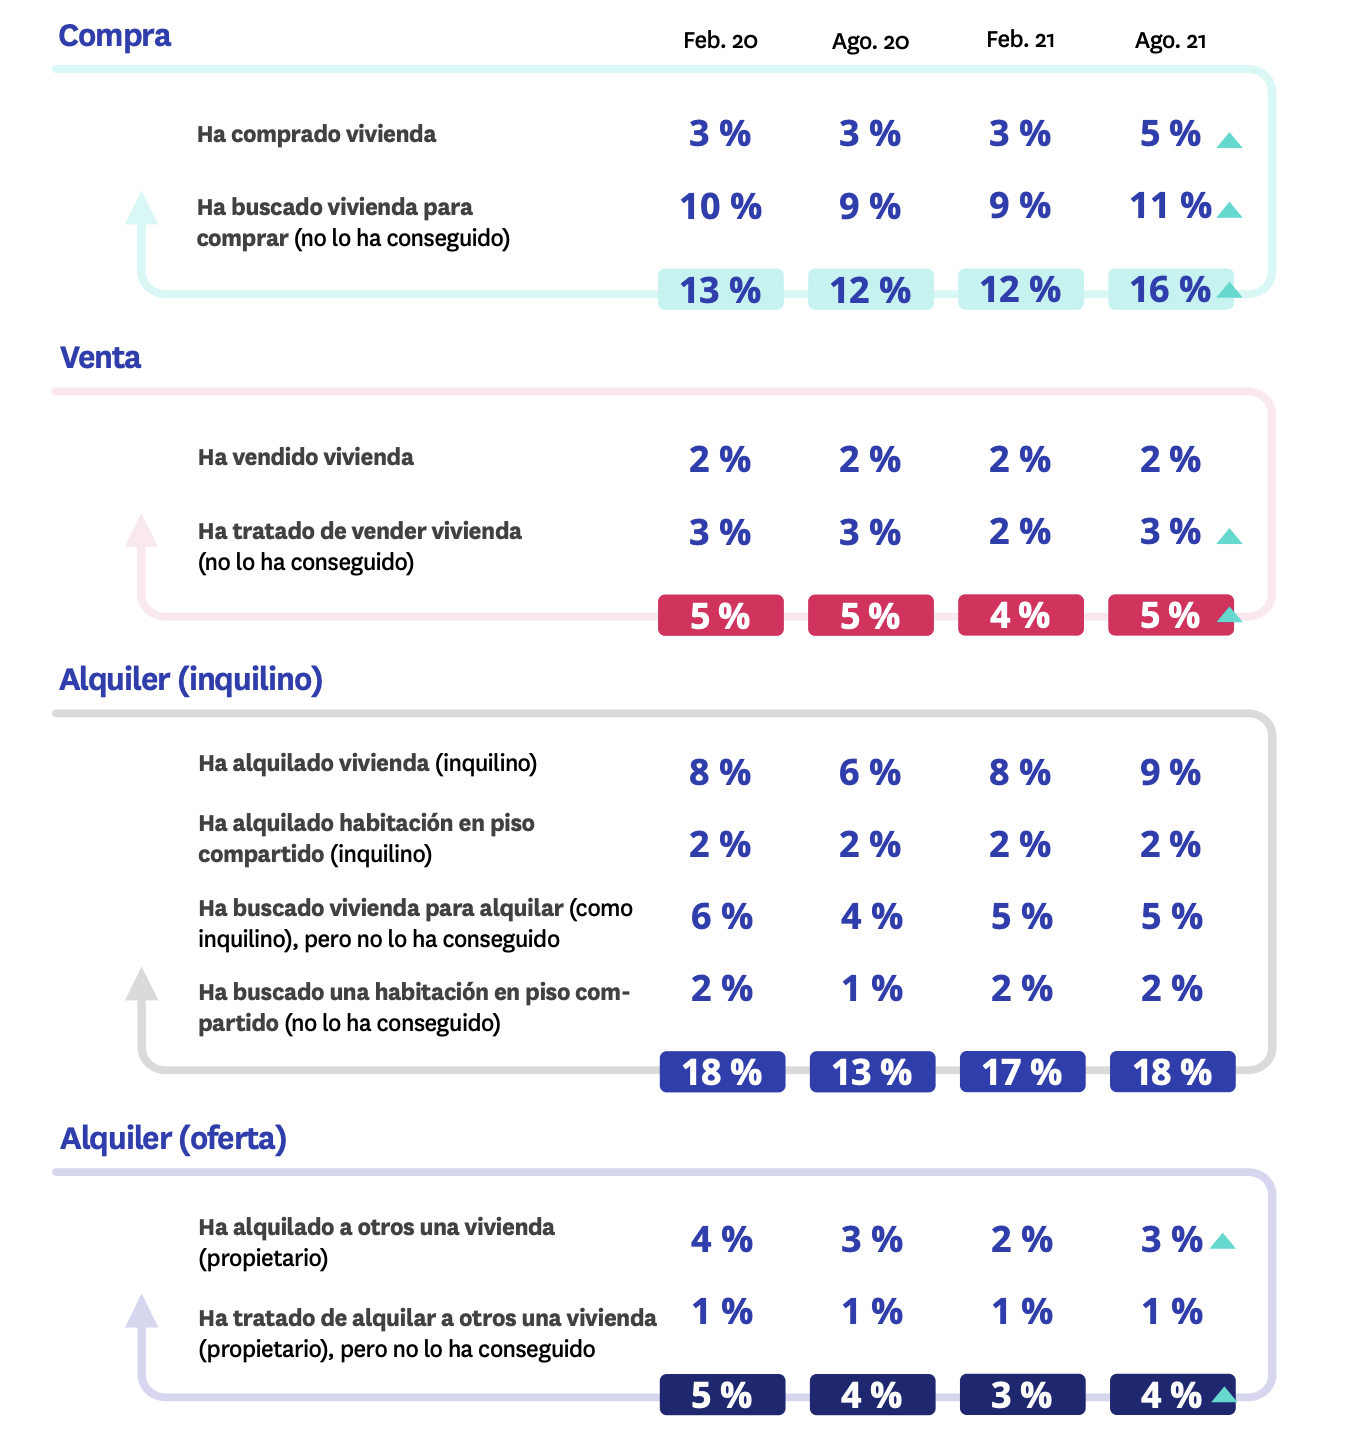 Compra Feb. 20 Ago. 20 Feb. 21 Ago. 21
Ha comprado vivienda 3 % 3 % 3 % 5 %
Ha buscado vivienda para 10 % 9 % 9 % 11 %
comprar (no lo ha conseguido)
13 % 12 % 12 % 16 %
Venta
Ha vendido vivienda 2 % 2 % 2 % 2 %
Ha tratado de vender vivienda 3 % 3 % 2 % 3 %
(no lo ha conseguido)
5 % 5 % 4 % 5 %
Alquiler (inquilino)
Ha alquilado vivienda (inquilino) 8 % 6 % 8 % 9 %
Ha alquilado habitación en piso
compartido (inquilino) 2 % 2 % 2 % 2 %
Ha buscado vivienda para alquilar (como 6 % 4 % 5 % 5 %
inquilino), pero no lo ha conseguido
Ha buscado una habitación en piso com- 2 % 1 % 2 % 2 %
partido (no lo ha conseguido)
18 % 13 % 17 % 18 %
Alquiler (oferta)
Ha alquilado a otros una vivienda 4 % 3 % 2 % 3 %
(propietario)
Ha tratado de alquilar a otros una vivienda 1 % 1 % 1 % 1 %
(propietario), pero no lo ha conseguido
5 % 4 % 3 % 4 %